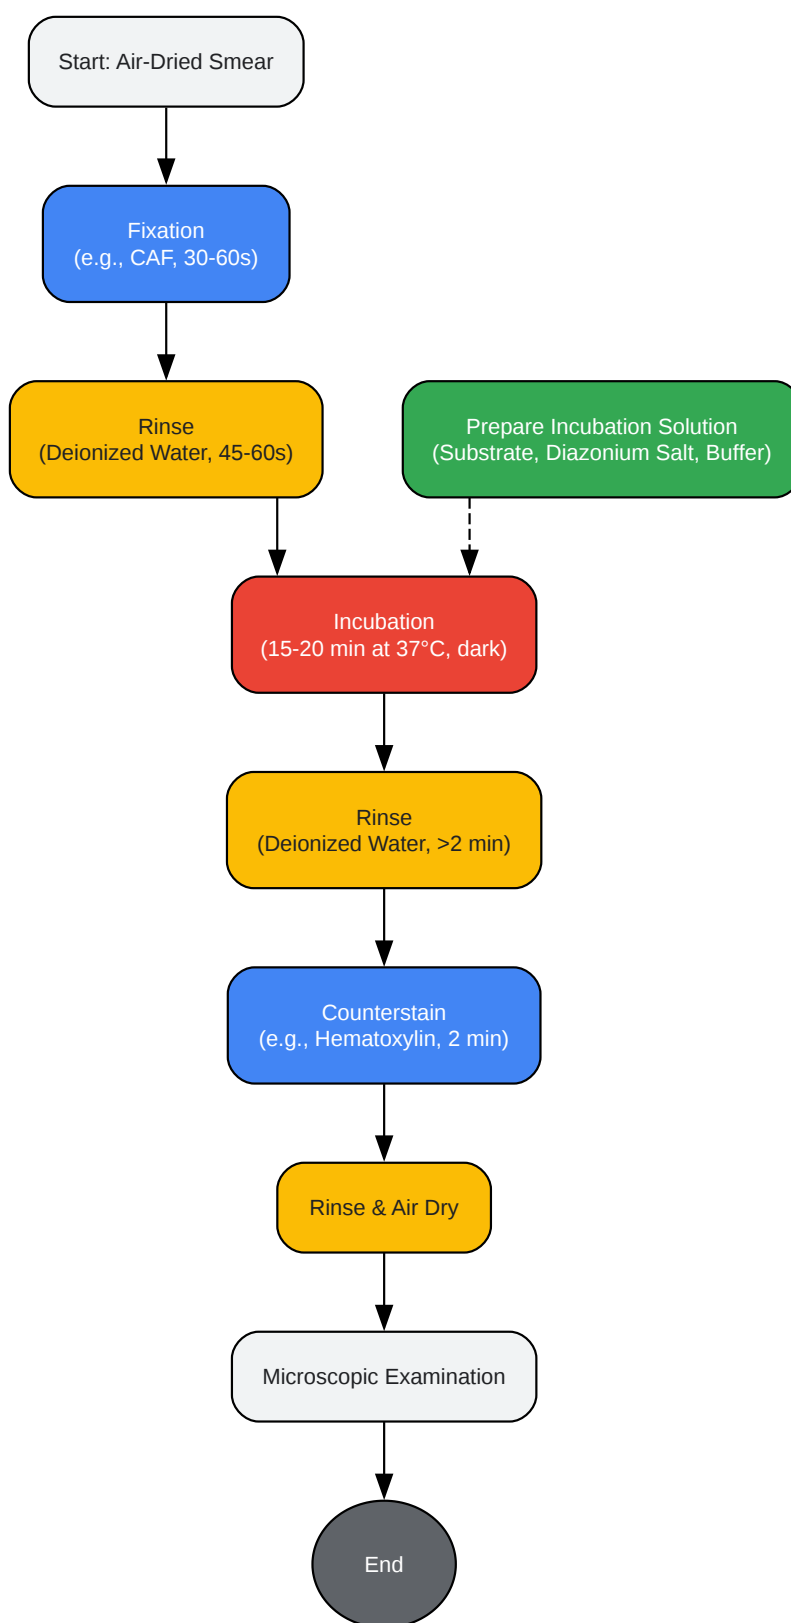 Start: Air-Dried Smear
Fixation
(e.g., CAF, 30-60s)
Rinse
(Deionized Water, 45-60s)
Prepare Incubation Solution
(Substrate, Diazonium Salt, Buffer)
Incubation
(15-20 min at 37°C, dark)
Rinse
(Deionized Water, >2 min)
Counterstain
(e.g., Hematoxylin, 2 min)
Rinse & Air Dry
Microscopic Examination
End